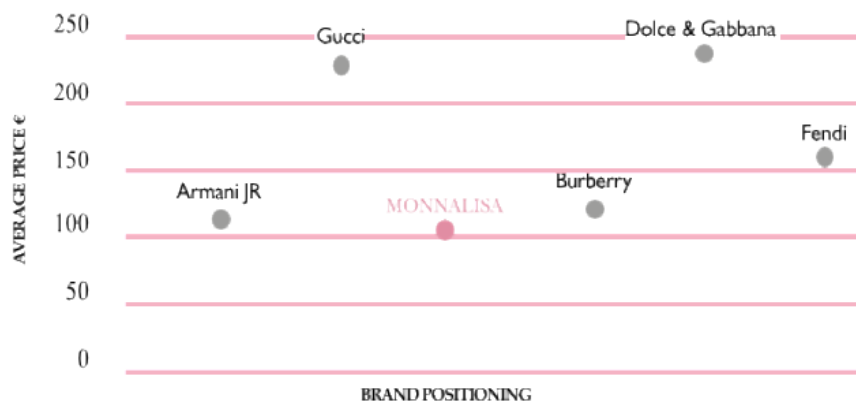 250
Gucci
Dolce & Gabbana
200
Fendi
150
Armani JR
MONNALISA
Burberry
100
50
0
AVERAGE PRICE €
BRAND POSITIONING